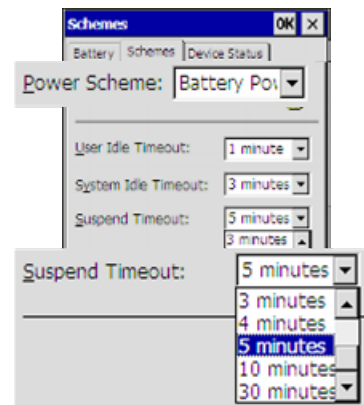 Schemes OK ×
Battery Schemes Device Status
Power Scheme: Battery Pow
User Idle Timeout: 1 minute
System Idle Timeout: 3 minutes
Suspend Timeout: 5 minutes
3 minutes
Suspend Timeout: 5 minutes
3 minutes
4 minutes
5 minutes
10 minutes
30 minutes